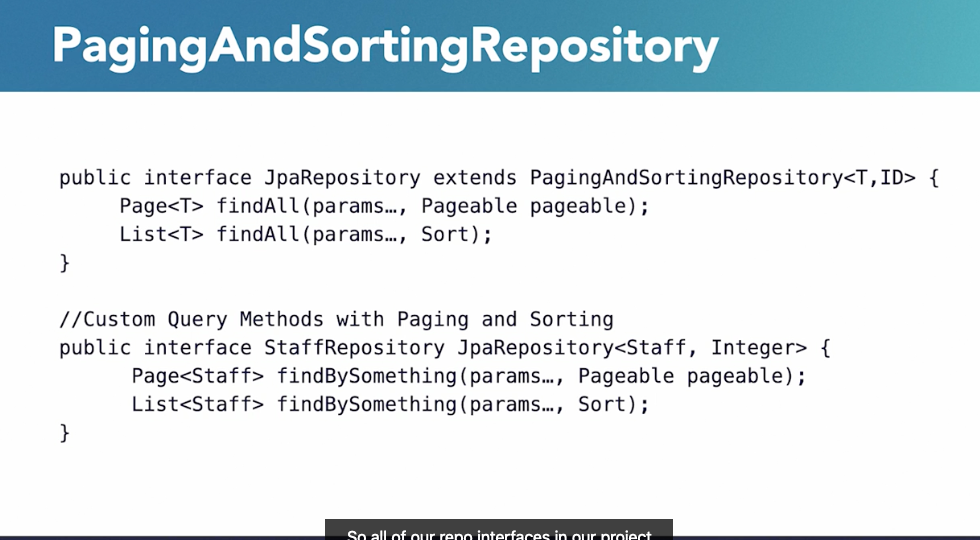 PagingAndSortingRepository
public interface JpaRepository extends PagingAndSortingRepository<T,ID> {
Page<T> findAll(params…, Pageable pageable);
List<T> findAll(params…, Sort);
}
//Custom Query Methods with Paging and Sorting
public interface StaffRepository JpaRepository<Staff, Integer> {
Page<Staff> findBySomething(params…, Pageable pageable);
List<Staff> findBySomething(params…, Sort);
}
So all of our repo interfaces in our project